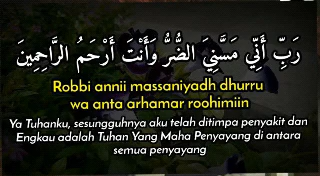 رَبِّ أَنِّي مَسَّنِيَ الضُّرُّ وَأَنْتَ أَرْحَمُ الرَّاحِمِينَ
Robbi annii massaniyadh dhurru
wa anta arhamar roohimiin
Ya Tuhanku, sesungguhnya aku telah ditimpa penyakit dan
Engkau adalah Tuhan Yang Maha Penyayang di antara
semua penyayang